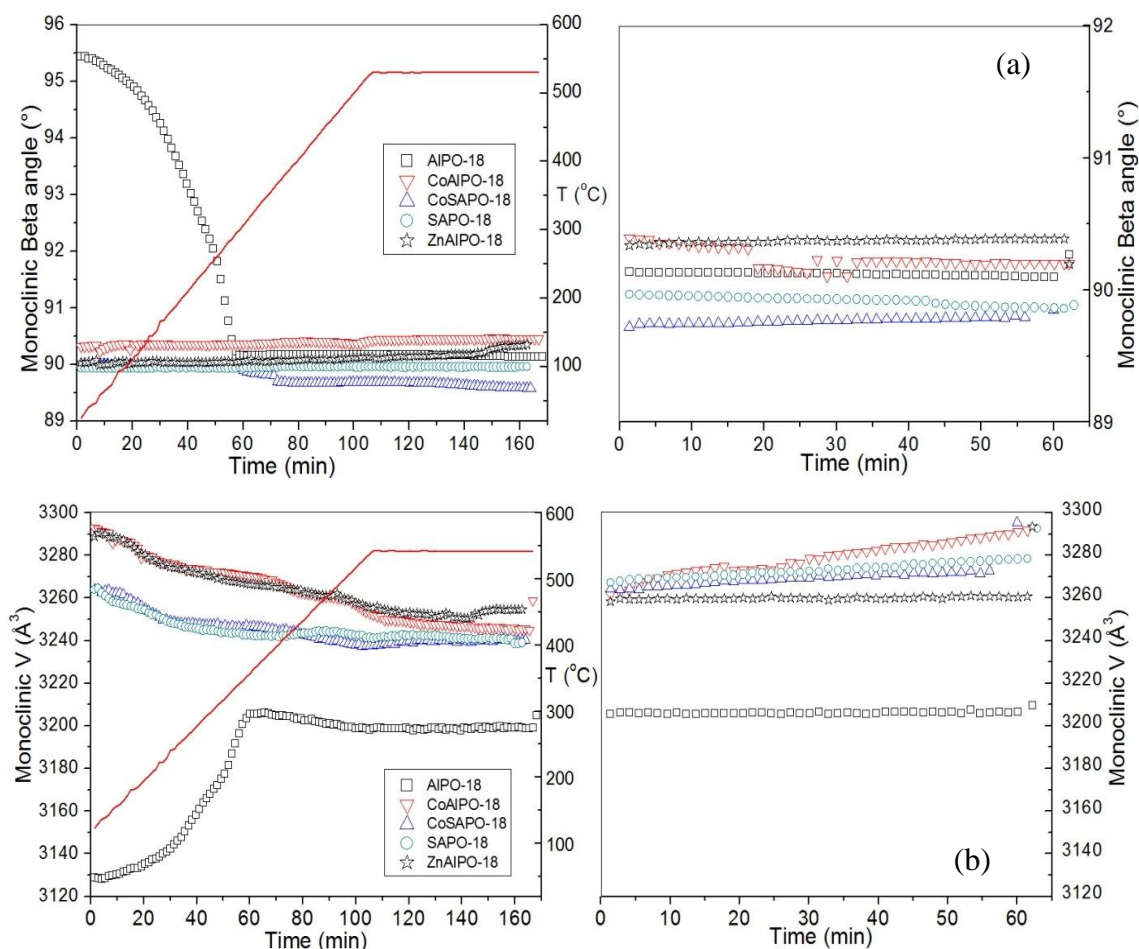 96
95
94
93
92
91
90
89
Monoclinic Beta angle (°)
600
500
400
300
200
100
T (°C)
AlPO-18
CoAlPO-18
CoSAPO-18
SAPO-18
ZnAlPO-18
0 20 40 60 80 100 120 140 160
Time (min)
(a)
92
91
90
89
Monoclinic Beta angle (°)
0 10 20 30 40 50 60
Time (min)
3300
3280
3260
3240
3220
3200
3180
3160
3140
3120
Monoclinic V (Å³)
600
500
400
300
200
100
T (°C)
AlPO-18
CoAlPO-18
CoSAPO-18
SAPO-18
ZnAlPO-18
0 20 40 60 80 100 120 140 160
Time (min)
3300
3280
3260
3240
3220
3200
3180
3160
3140
3120
Monoclinic V (Å³)
(b)
0 10 20 30 40 50 60
Time (min)